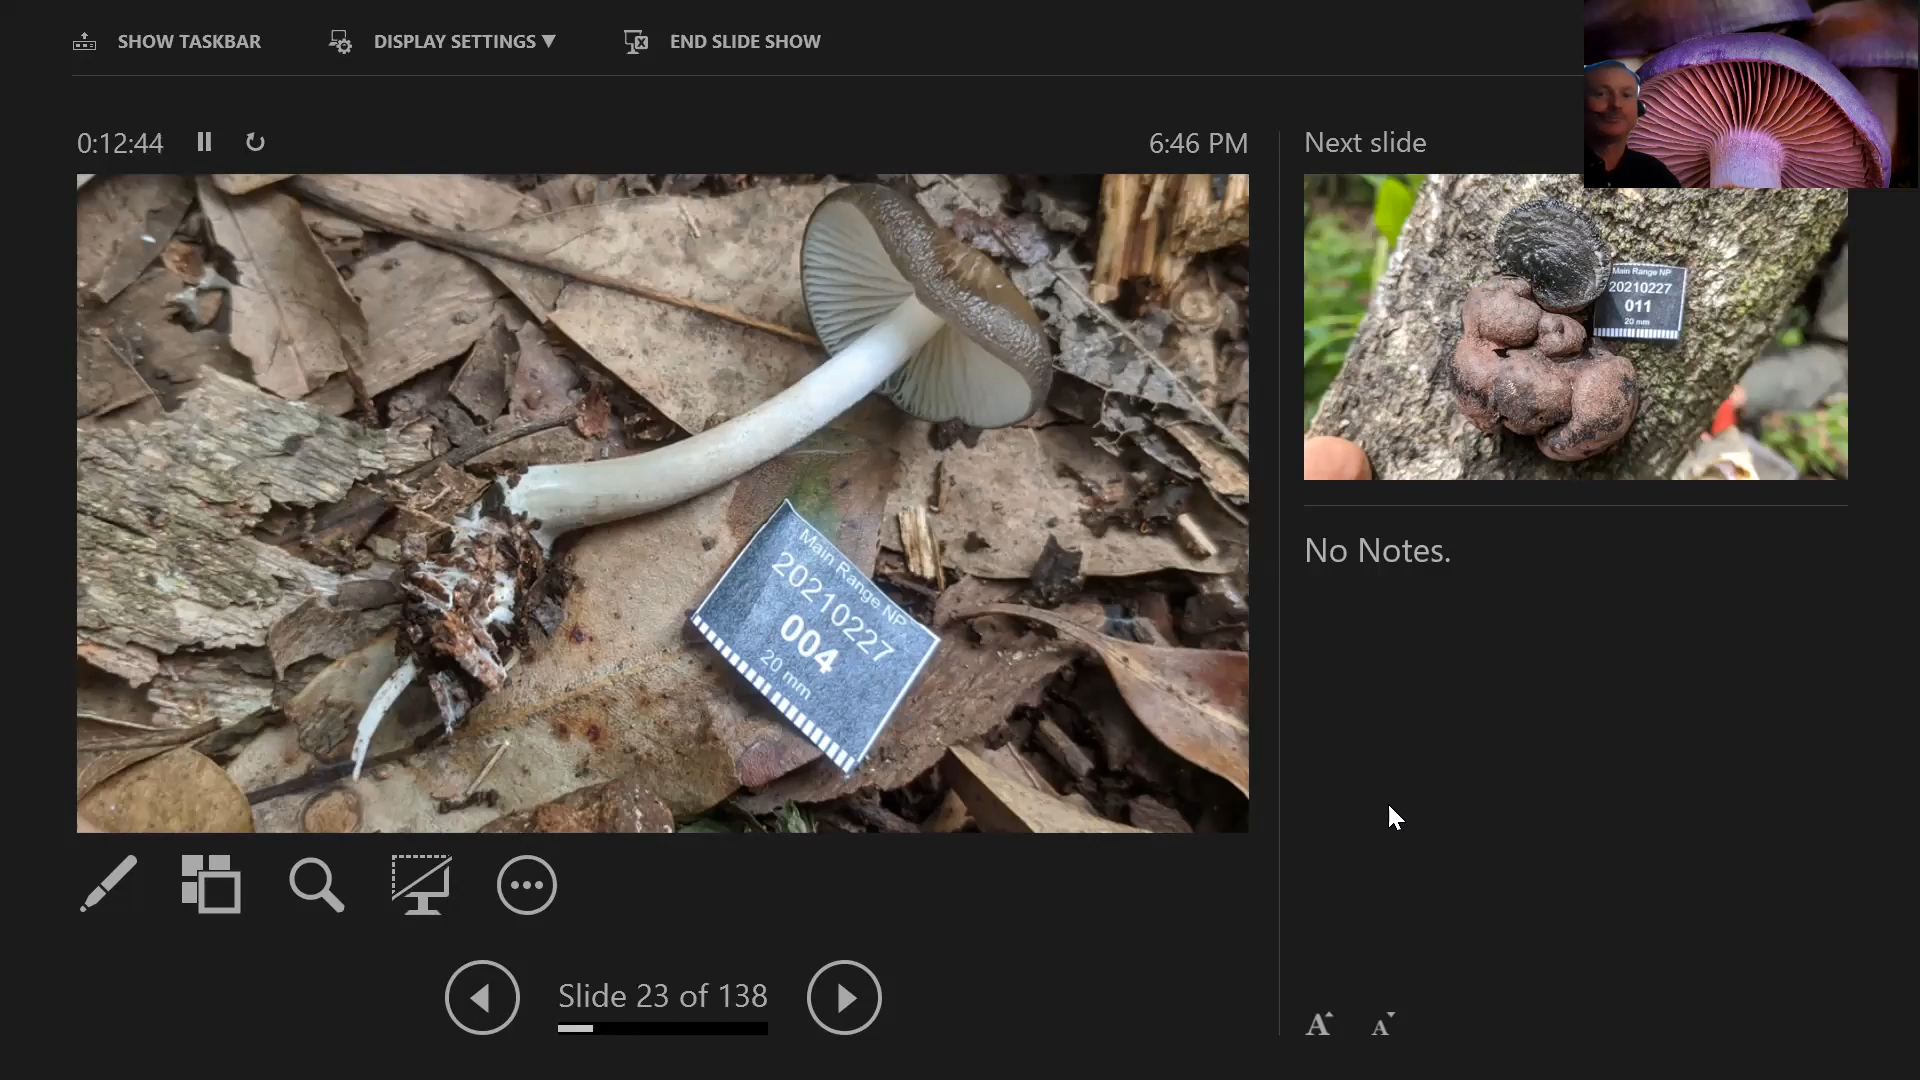 SHOW TASKBAR
DISPLAY SETTINGS ▼
END SLIDE SHOW
0:12:44
6:46 PM
Next slide
Main Range NP
20210227
004
20 mm
Main Range NP
20210227
011
20 mm
No Notes.
Slide 23 of 138
A
A